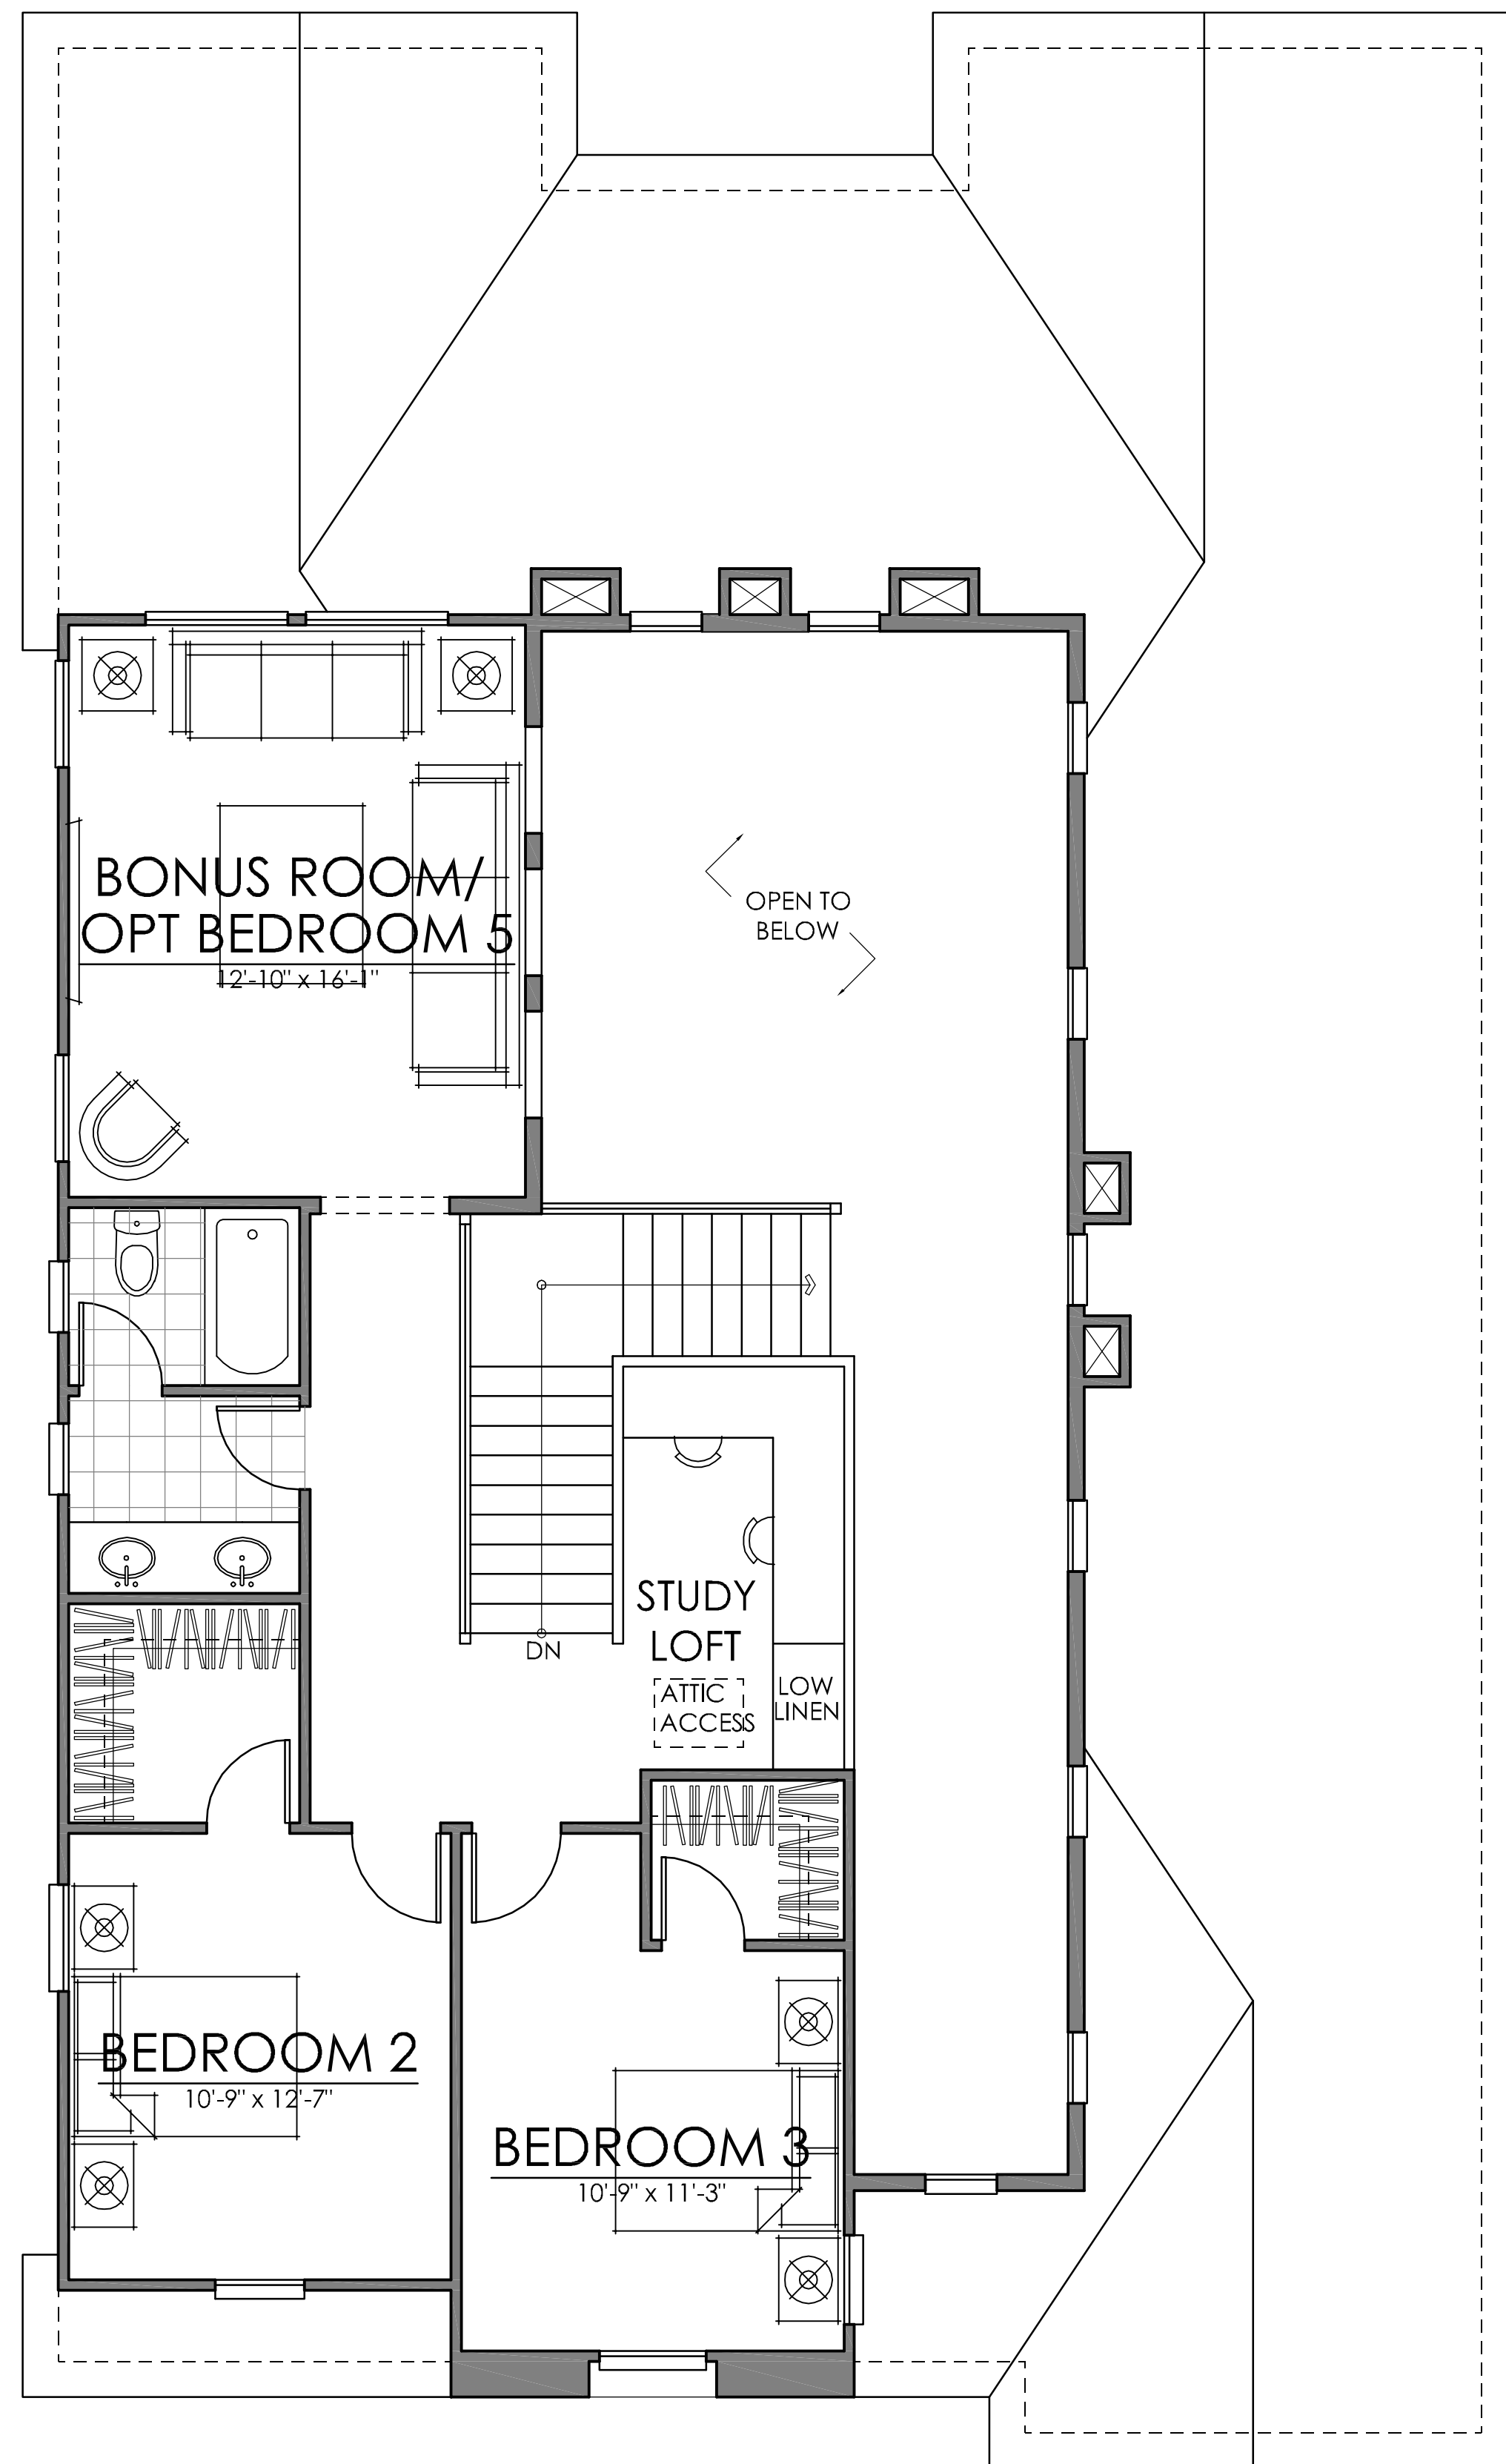 BONUS ROOM/
OPT BEDROOM 5
12'-10" x 16'-1"
OPEN TO
BELOW
DN
STUDY
LOFT
ATTIC
ACCESS
LOW
LINEN
BEDROOM 2
10'-9" x 12'-7"
BEDROOM 3
10'-9" x 11'-3"